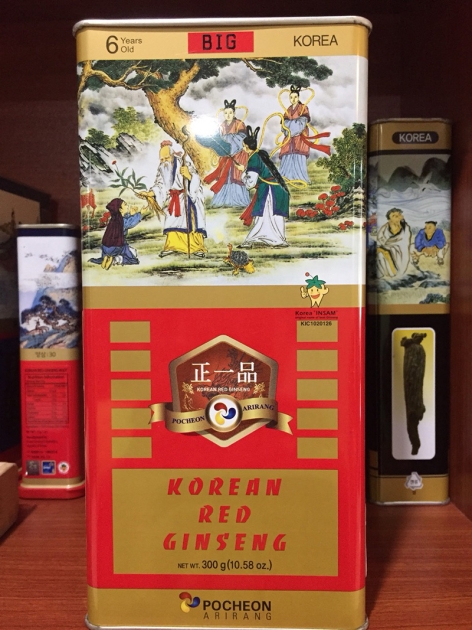 6 Years
Old
BIG
KOREA
Korea "INSAM"
KIC1020126
正一品
KOREAN RED GINSENG
POCHEON ARIRANG
KOREAN
RED
GINSENG
NET WT. 300 g (10.58 oz.)
POCHEON
ARIRANG
KOREA